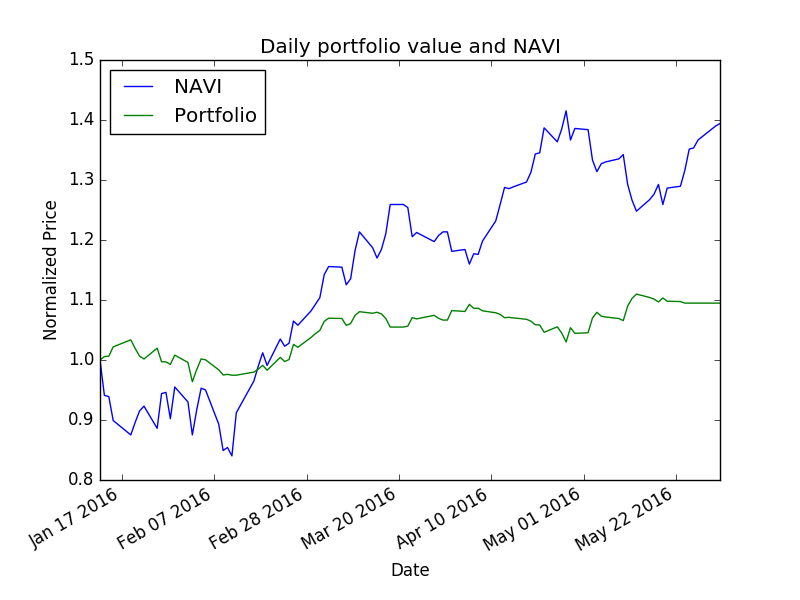 Daily portfolio value and NAVI
NAVI
Portfolio
Normalized Price
1.5
1.4
1.3
1.2
1.1
1.0
0.9
0.8
Jan 17 2016
Feb 07 2016
Feb 28 2016
Mar 20 2016
Apr 10 2016
May 01 2016
May 22 2016
Date